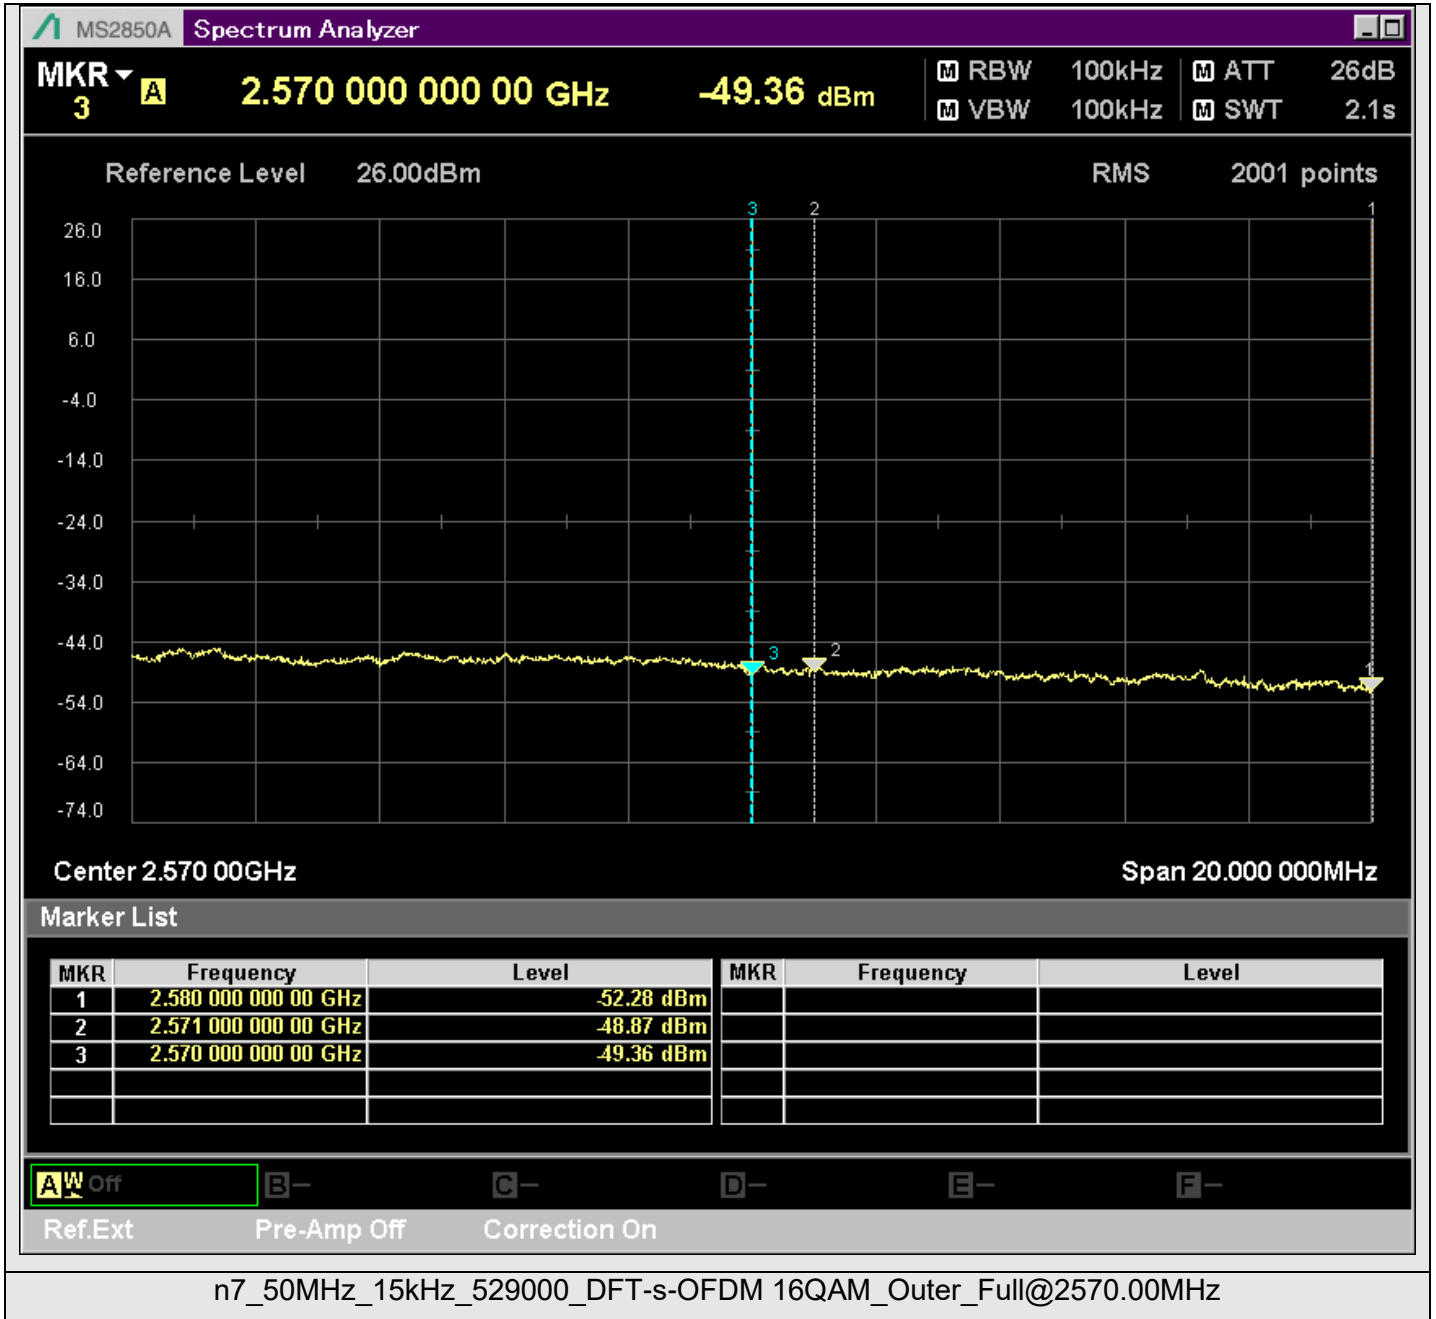 MS2850A Spectrum Analyzer
MKR A 2.570 000 000 00 GHz -49.36 dBm M RBW 100kHz M ATT 26dB
3 M VBW 100kHz M SWT 2.1s
Reference Level 26.00dBm RMS 2001 points
3 2 1
26.0
16.0
6.0
-4.0
-14.0
-24.0
-34.0
-44.0
3 2 1
-54.0
-64.0
-74.0
Center 2.570 00GHz Span 20.000 000MHz
Marker List
MKR Frequency Level MKR Frequency Level
1 2.580 000 000 00 GHz -52.28 dBm
2 2.571 000 000 00 GHz -48.87 dBm
3 2.570 000 000 00 GHz -49.36 dBm
A W Off B – C – D – E – F –
Ref.Ext Pre-Amp Off Correction On
n7_50MHz_15kHz_529000_DFT-s-OFDM 16QAM_Outer_Full@2570.00MHz